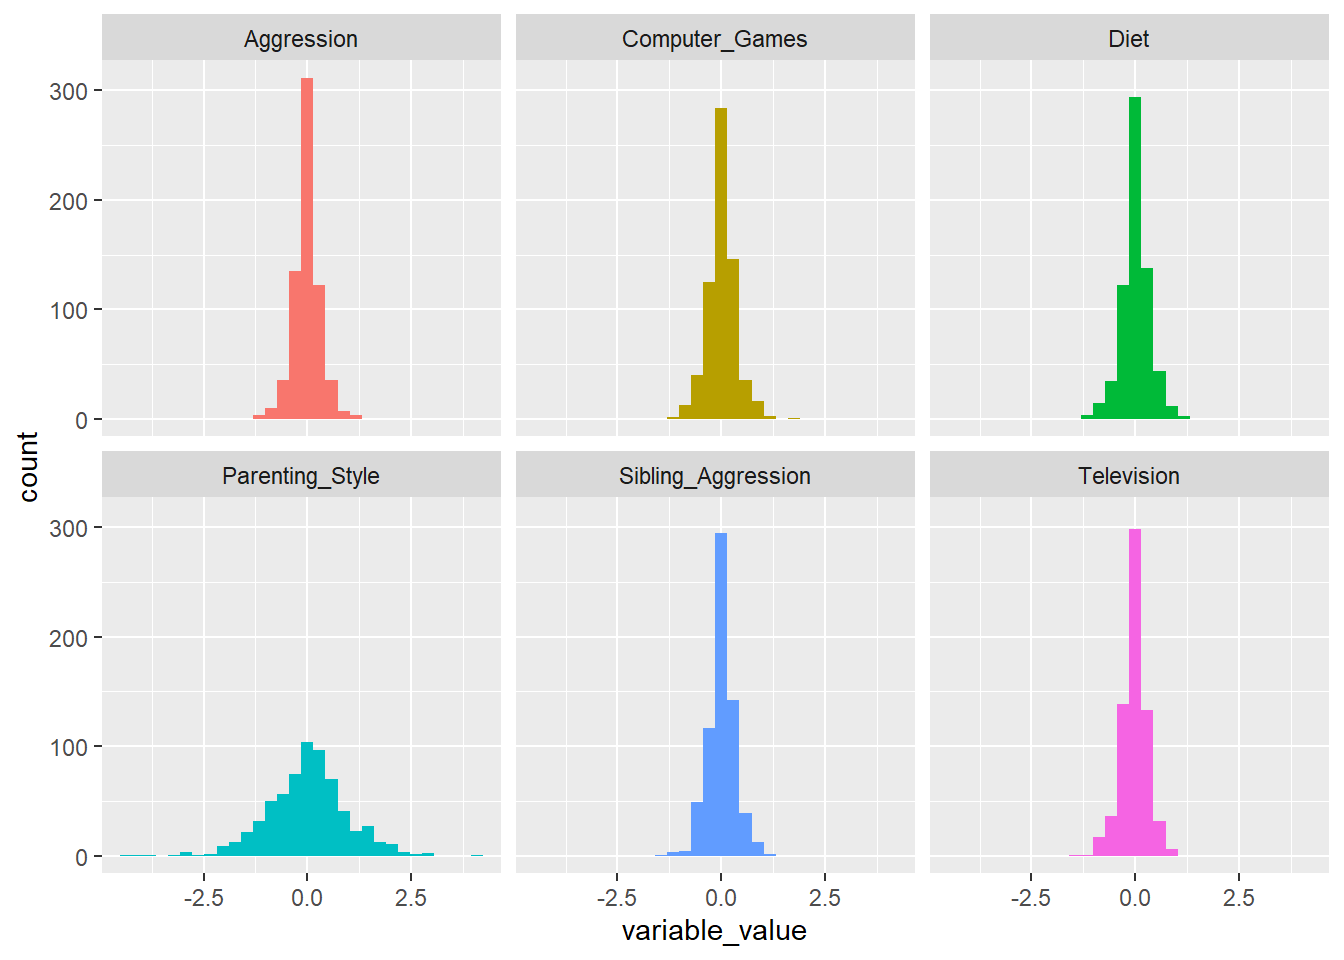 Aggression Computer_Games Diet
300
200
100
0
Parenting_Style Sibling_Aggression Television
300
200
100
0
-2.5 0.0 2.5 -2.5 0.0 2.5 -2.5 0.0 2.5
variable_value
count